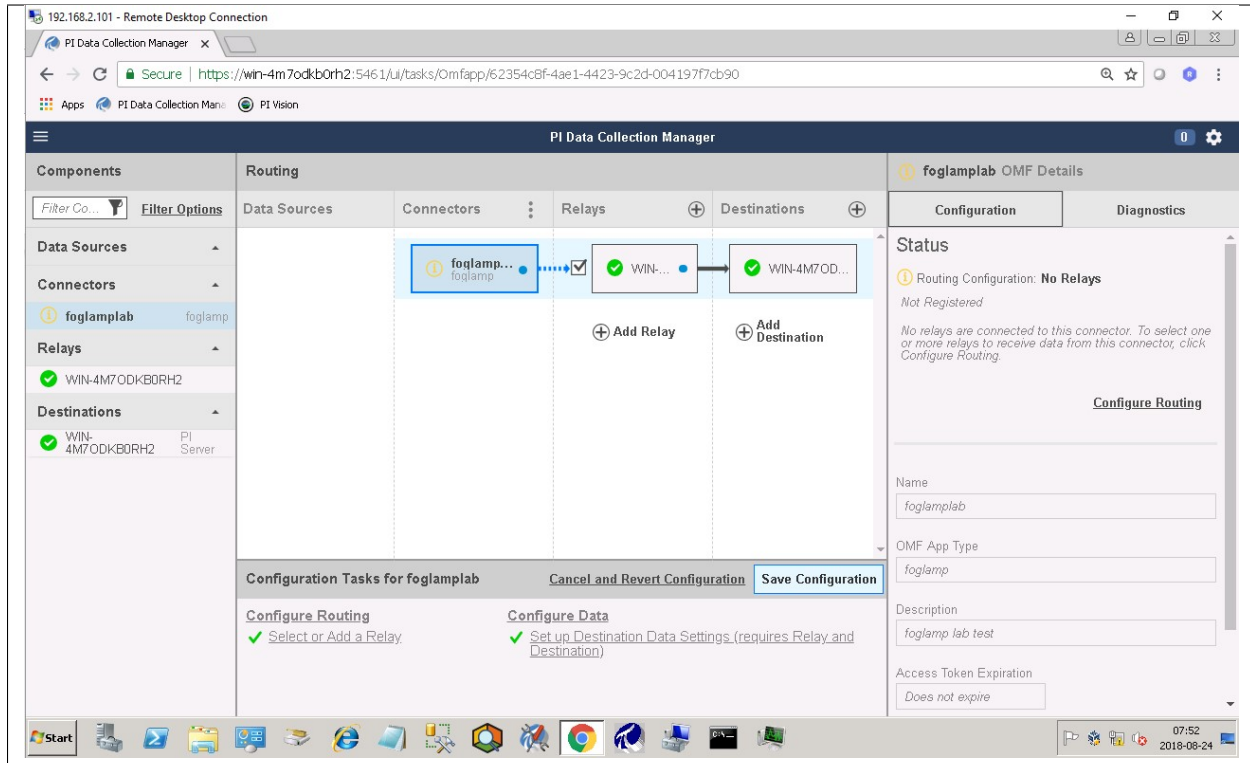 192.168.2.101 - Remote Desktop Connection
PI Data Collection Manager
Secure | https://win-4m7odkb0rh2:5461/ui/tasks/Omfapp/62354c8f-4ae1-4423-9c2d-004197f7cb90
Apps PI Data Collection Mana PI Vision
PI Data Collection Manager
0
Components
Filter Co... Filter Options
Data Sources
Connectors
foglamplab foglamp
Relays
WIN-4M7ODKB0RH2
Destinations
WIN-
4M7ODKB0RH2
PI
Server
Routing
Data Sources Connectors Relays Destinations
foglamp...
foglamp
WIN-...
WIN-4M7OD...
Add Relay
Add
Destination
Configuration Tasks for foglamplab Cancel and Revert Configuration Save Configuration
Configure Routing
Select or Add a Relay
Configure Data
Set up Destination Data Settings (requires Relay and
Destination)
foglamplab OMF Details
Configuration Diagnostics
Status
Routing Configuration: No Relays
Not Registered
No relays are connected to this connector. To select one
or more relays to receive data from this connector, click
Configure Routing.
Configure Routing
Name
foglamplab
OMF App Type
foglamp
Description
foglamp lab test
Access Token Expiration
Does not expire
Start
07:52
2018-08-24